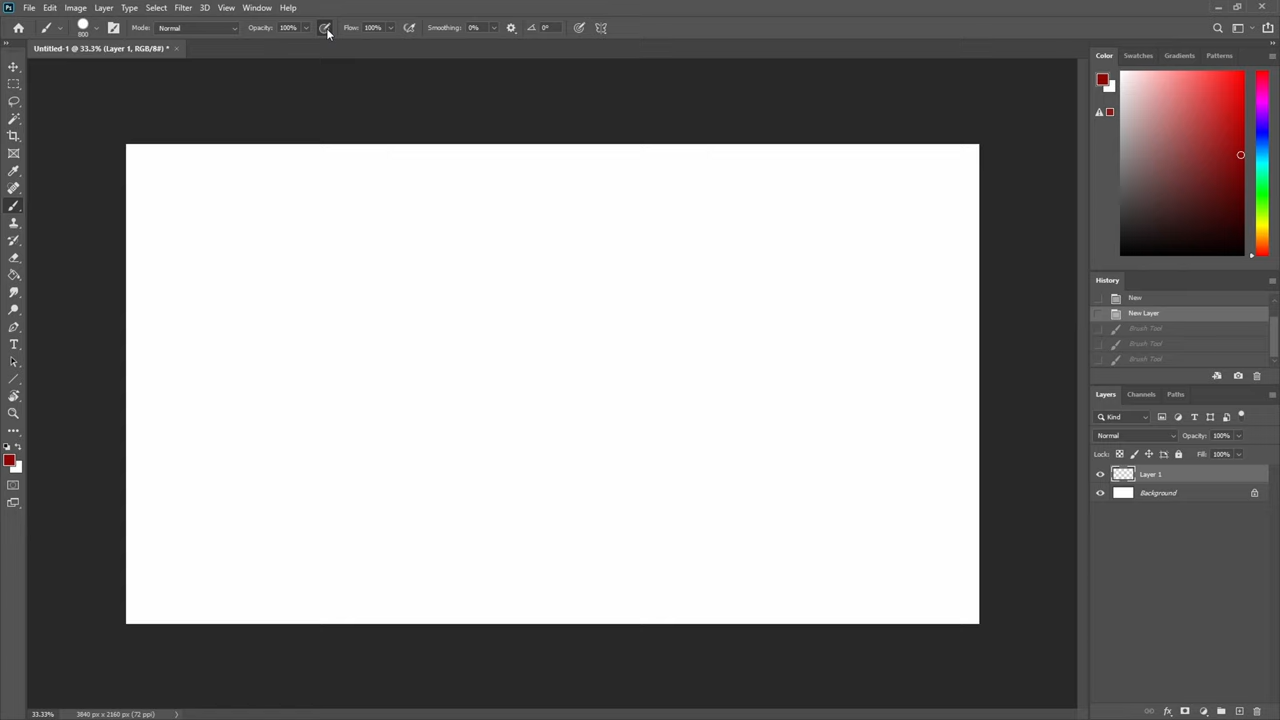 Ps File Edit Image Layer Type Select Filter 3D View Window Help
800 Mode: Normal Opacity: 100% Flow: 100% Smoothing: 0% 0°
Untitled-1 @ 33.3% (Layer 1, RGB/8#) *
Color Swatches Gradients Patterns
History
New
New Layer
Brush Tool
Brush Tool
Brush Tool
Layers Channels Paths
Kind
Normal Opacity: 100%
Lock: Fill: 100%
Layer 1
Background
fx
33.33% 3840 px x 2160 px (72 ppi)